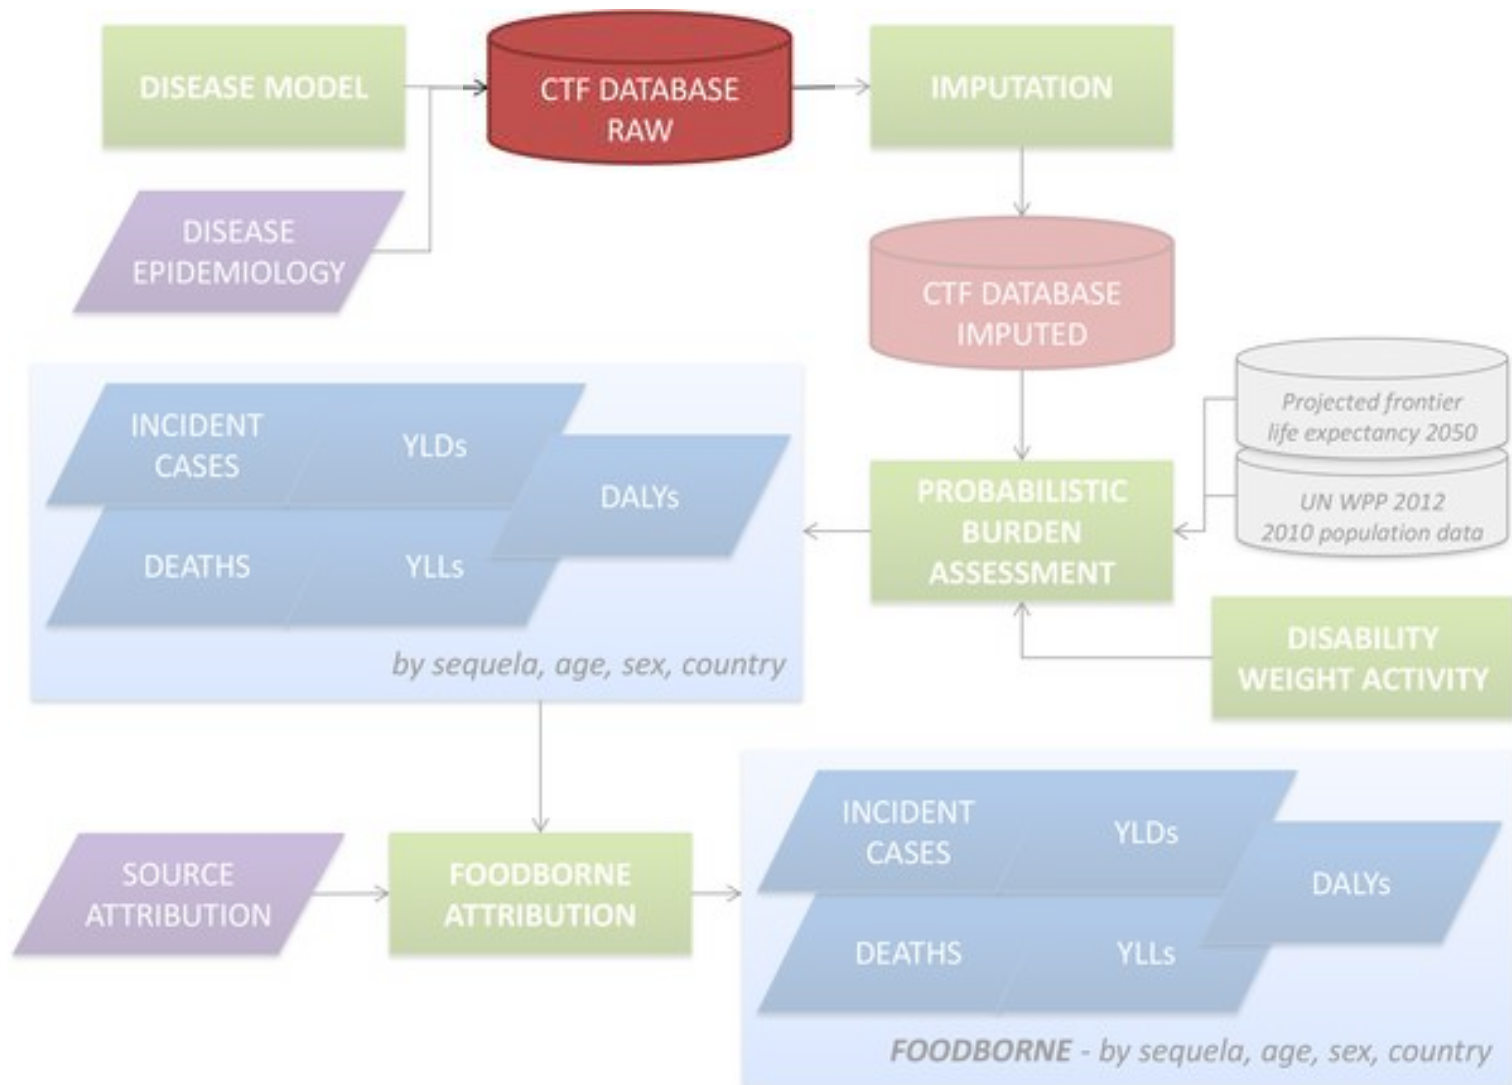 DISEASE MODEL
CTF DATABASE
RAW
IMPUTATION
DISEASE
EPIDEMIOLOGY
CTF DATABASE
IMPUTED
Projected frontier
life expectancy 2050
UN WPP 2012
2010 population data
INCIDENT
CASES
YLDs
DALYs
DEATHS
YLLs
by sequela, age, sex, country
PROBABILISTIC
BURDEN
ASSESSMENT
DISABILITY
WEIGHT ACTIVITY
SOURCE
ATTRIBUTION
FOODBORNE
ATTRIBUTION
INCIDENT
CASES
YLDs
DALYs
DEATHS
YLLs
FOODBORNE - by sequela, age, sex, country